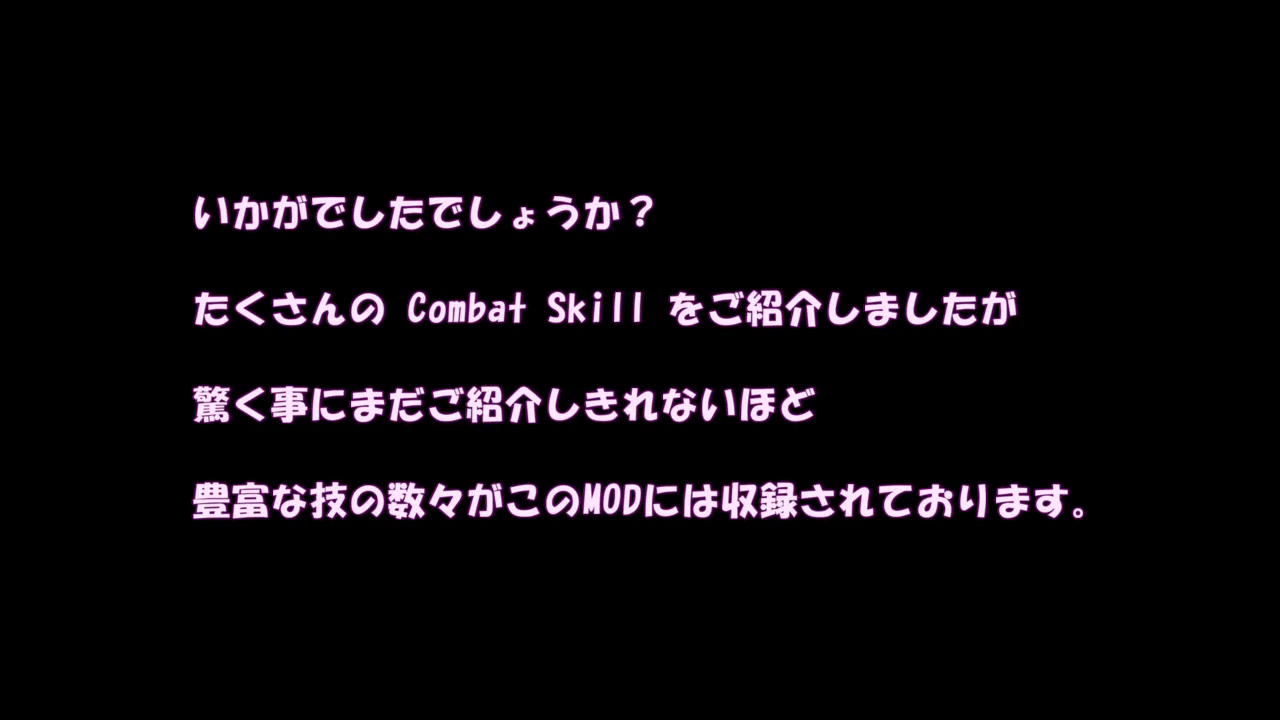 いかがでしたでしょうか？
たくさんの Combat Skill をご紹介しましたが
驚く事にまだご紹介しきれないほど
豊富な技の数々がこのMODには収録されております。